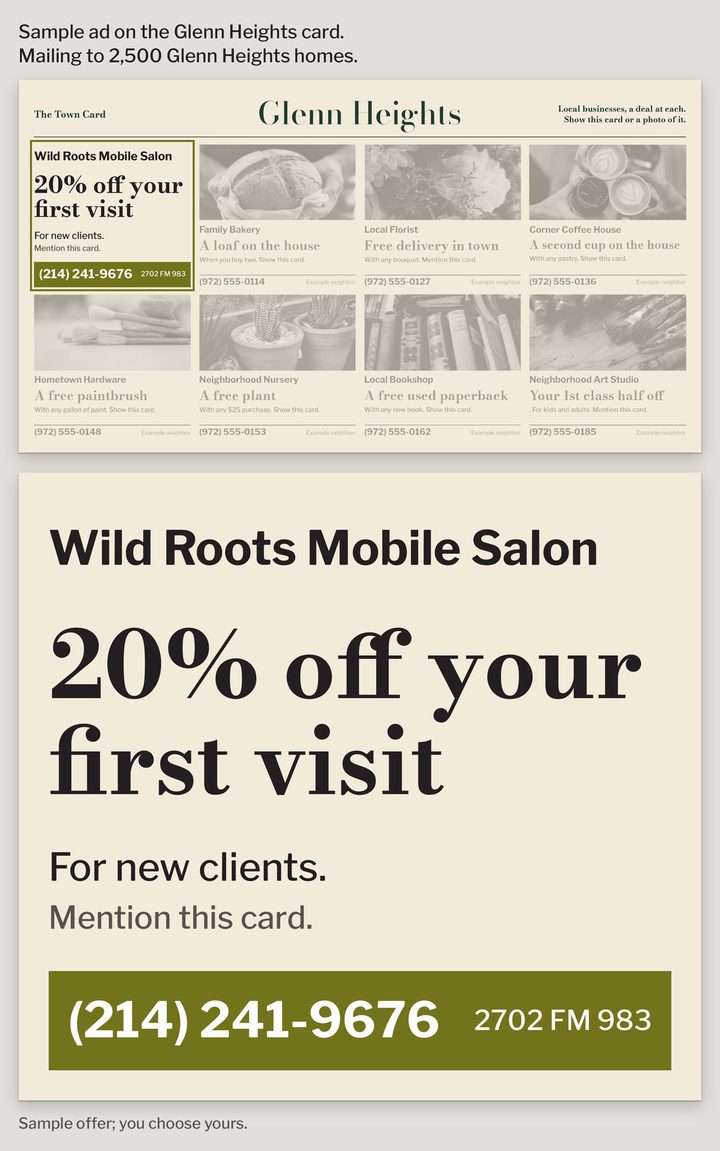 Sample ad on the Glenn Heights card.
Mailing to 2,500 Glenn Heights homes.
The Town Card
Glenn Heights
Local businesses, a deal at each.
Show this card or a photo of it.
Wild Roots Mobile Salon
20% off your
first visit
For new clients.
Mention this card.
(214) 241-9676 2702 FM 983
Family Bakery
A loaf on the house
When you buy two. Show this card.
(972) 555-0114 Example neighbor
Local Florist
Free delivery in town
With any bouquet. Mention this card.
(972) 555-0127 Example neighbor
Corner Coffee House
A second cup on the house
With any pastry. Show this card.
(972) 555-0136 Example neighbor
Hometown Hardware
A free paintbrush
With any gallon of paint. Show this card.
(972) 555-0148 Example neighbor
Neighborhood Nursery
A free plant
With any $25 purchase. Show this card.
(972) 555-0153 Example neighbor
Local Bookshop
A free used paperback
With any new book. Show this card.
(972) 555-0162 Example neighbor
Neighborhood Art Studio
Your 1st class half off
For kids and adults. Mention this card.
(972) 555-0185 Example neighbor
Wild Roots Mobile Salon
20% off your
first visit
For new clients.
Mention this card.
(214) 241-9676 2702 FM 983
Sample offer; you choose yours.